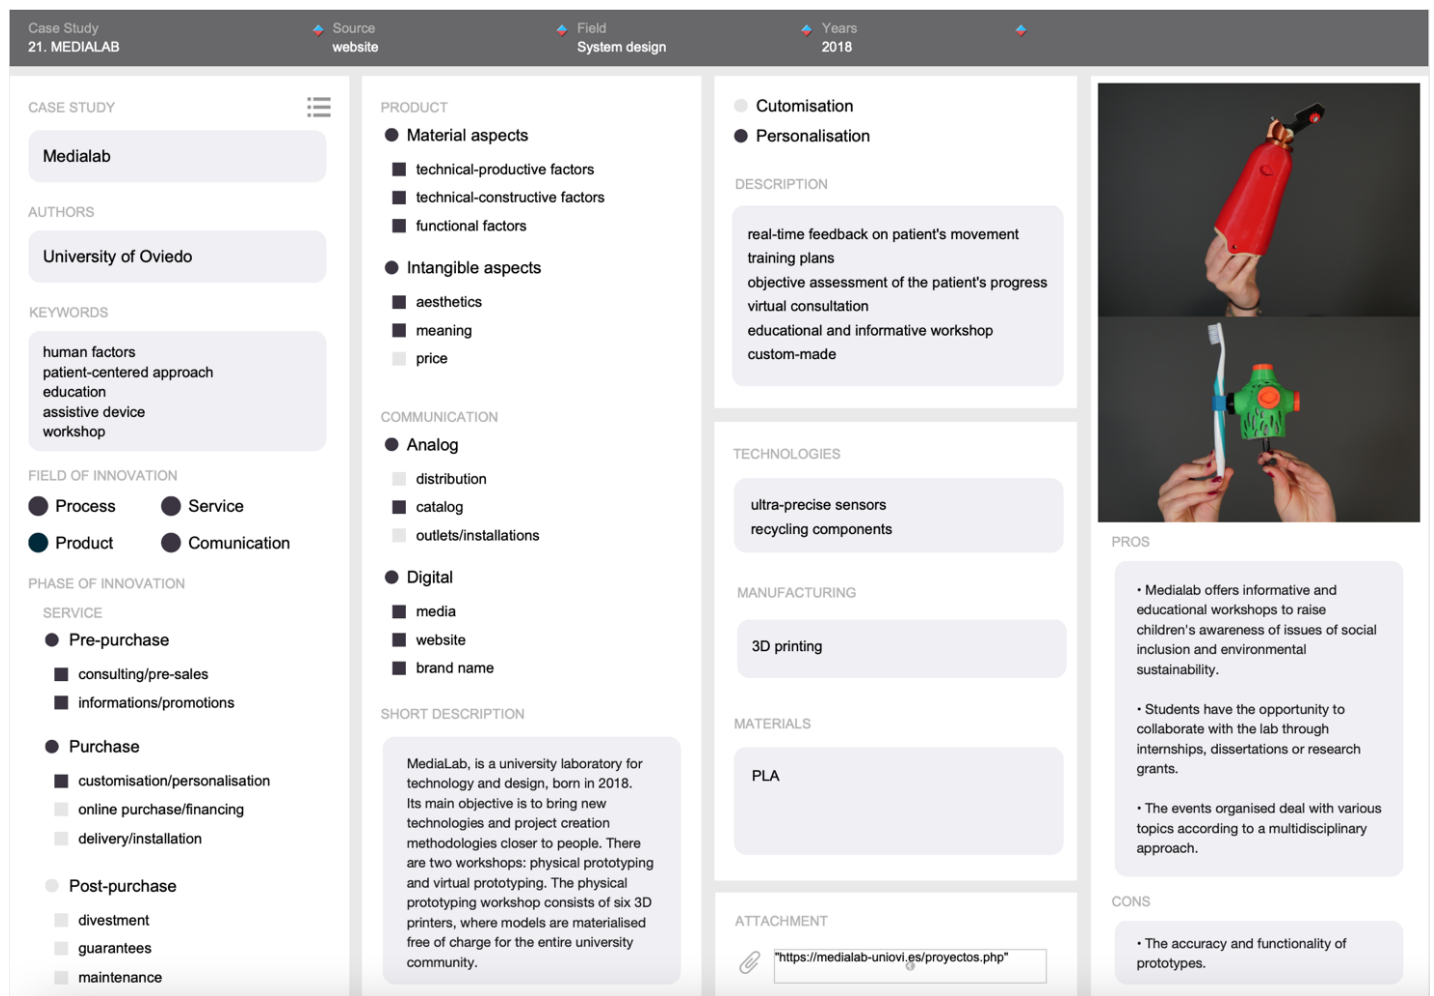 Case Study
21. MEDIALAB
Source
website
Field
System design
Years
2018
CASE STUDY
Medialab
AUTHORS
University of Oviedo
KEYWORDS
human factors
patient-centered approach
education
assistive device
workshop
FIELD OF INNOVATION
Process
Service
Product
Comunication
PHASE OF INNOVATION
SERVICE
Pre-purchase
consulting/pre-sales
informations/promotions
Purchase
customisation/personalisation
online purchase/financing
delivery/installation
Post-purchase
divestment
guarantees
maintenance
PRODUCT
Material aspects
technical-productive factors
technical-constructive factors
functional factors
Intangible aspects
aesthetics
meaning
price
COMMUNICATION
Analog
distribution
catalog
outlets/installations
Digital
media
website
brand name
SHORT DESCRIPTION
MediaLab, is a university laboratory for
technology and design, born in 2018.
Its main objective is to bring new
technologies and project creation
methodologies closer to people. There
are two workshops: physical prototyping
and virtual prototyping. The physical
prototyping workshop consists of six 3D
printers, where models are materialised
free of charge for the entire university
community.
Cutomisation
Personalisation
DESCRIPTION
real-time feedback on patient's movement
training plans
objective assessment of the patient's progress
virtual consultation
educational and informative workshop
custom-made
TECHNOLOGIES
ultra-precise sensors
recycling components
MANUFACTURING
3D printing
MATERIALS
PLA
ATTACHMENT
"https://medialab-uniovi.es/proyectos.php"
PROS
• Medialab offers informative and
educational workshops to raise
children's awareness of issues of social
inclusion and environmental
sustainability.
• Students have the opportunity to
collaborate with the lab through
internships, dissertations or research
grants.
• The events organised deal with various
topics according to a multidisciplinary
approach.
CONS
• The accuracy and functionality of
prototypes.